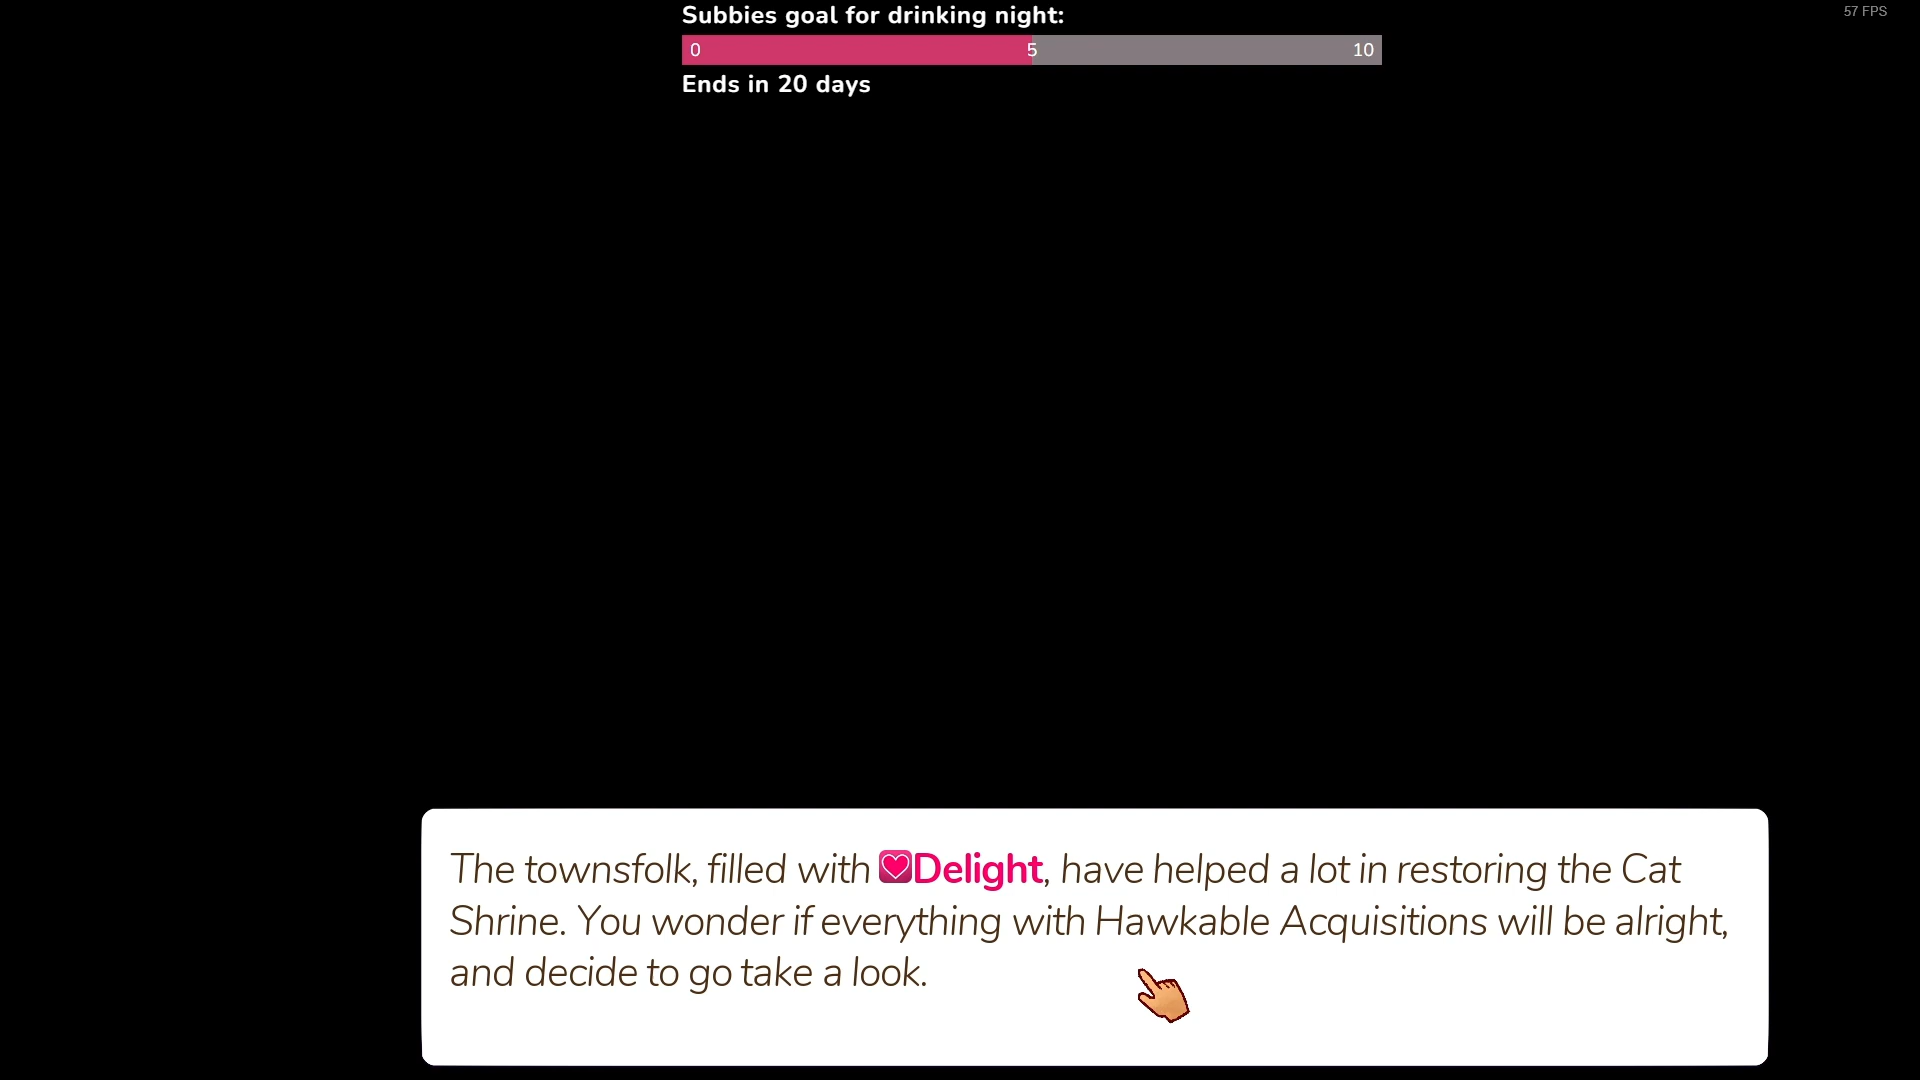 Subbies goal for drinking night:
57 FPS
0 5 10
Ends in 20 days
The townsfolk, filled with Delight, have helped a lot in restoring the Cat
Shrine. You wonder if everything with Hawkable Acquisitions will be alright,
and decide to go take a look.